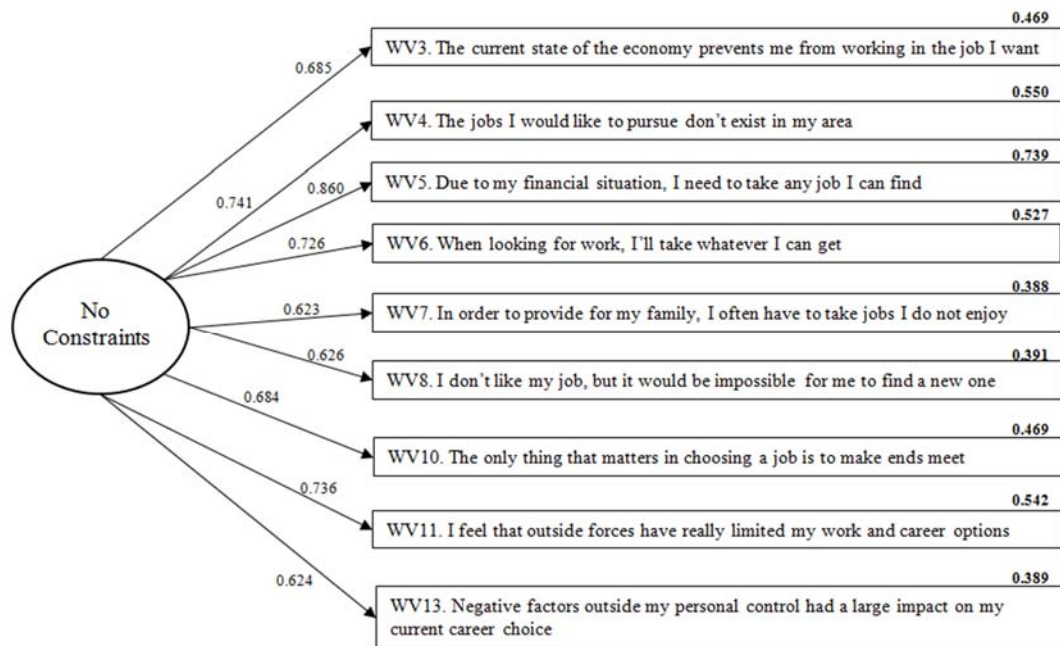 0.469
WV3. The current state of the economy prevents me from working in the job I want
0.685
0.550
WV4. The jobs I would like to pursue don't exist in my area
0.741
0.739
WV5. Due to my financial situation, I need to take any job I can find
0.860
0.527
WV6. When looking for work, I'll take whatever I can get
0.726
No
Constraints
0.388
WV7. In order to provide for my family, I often have to take jobs I do not enjoy
0.623
0.391
WV8. I don't like my job, but it would be impossible for me to find a new one
0.626
0.469
WV10. The only thing that matters in choosing a job is to make ends meet
0.684
0.542
WV11. I feel that outside forces have really limited my work and career options
0.736
0.389
WV13. Negative factors outside my personal control had a large impact on my
current career choice
0.624